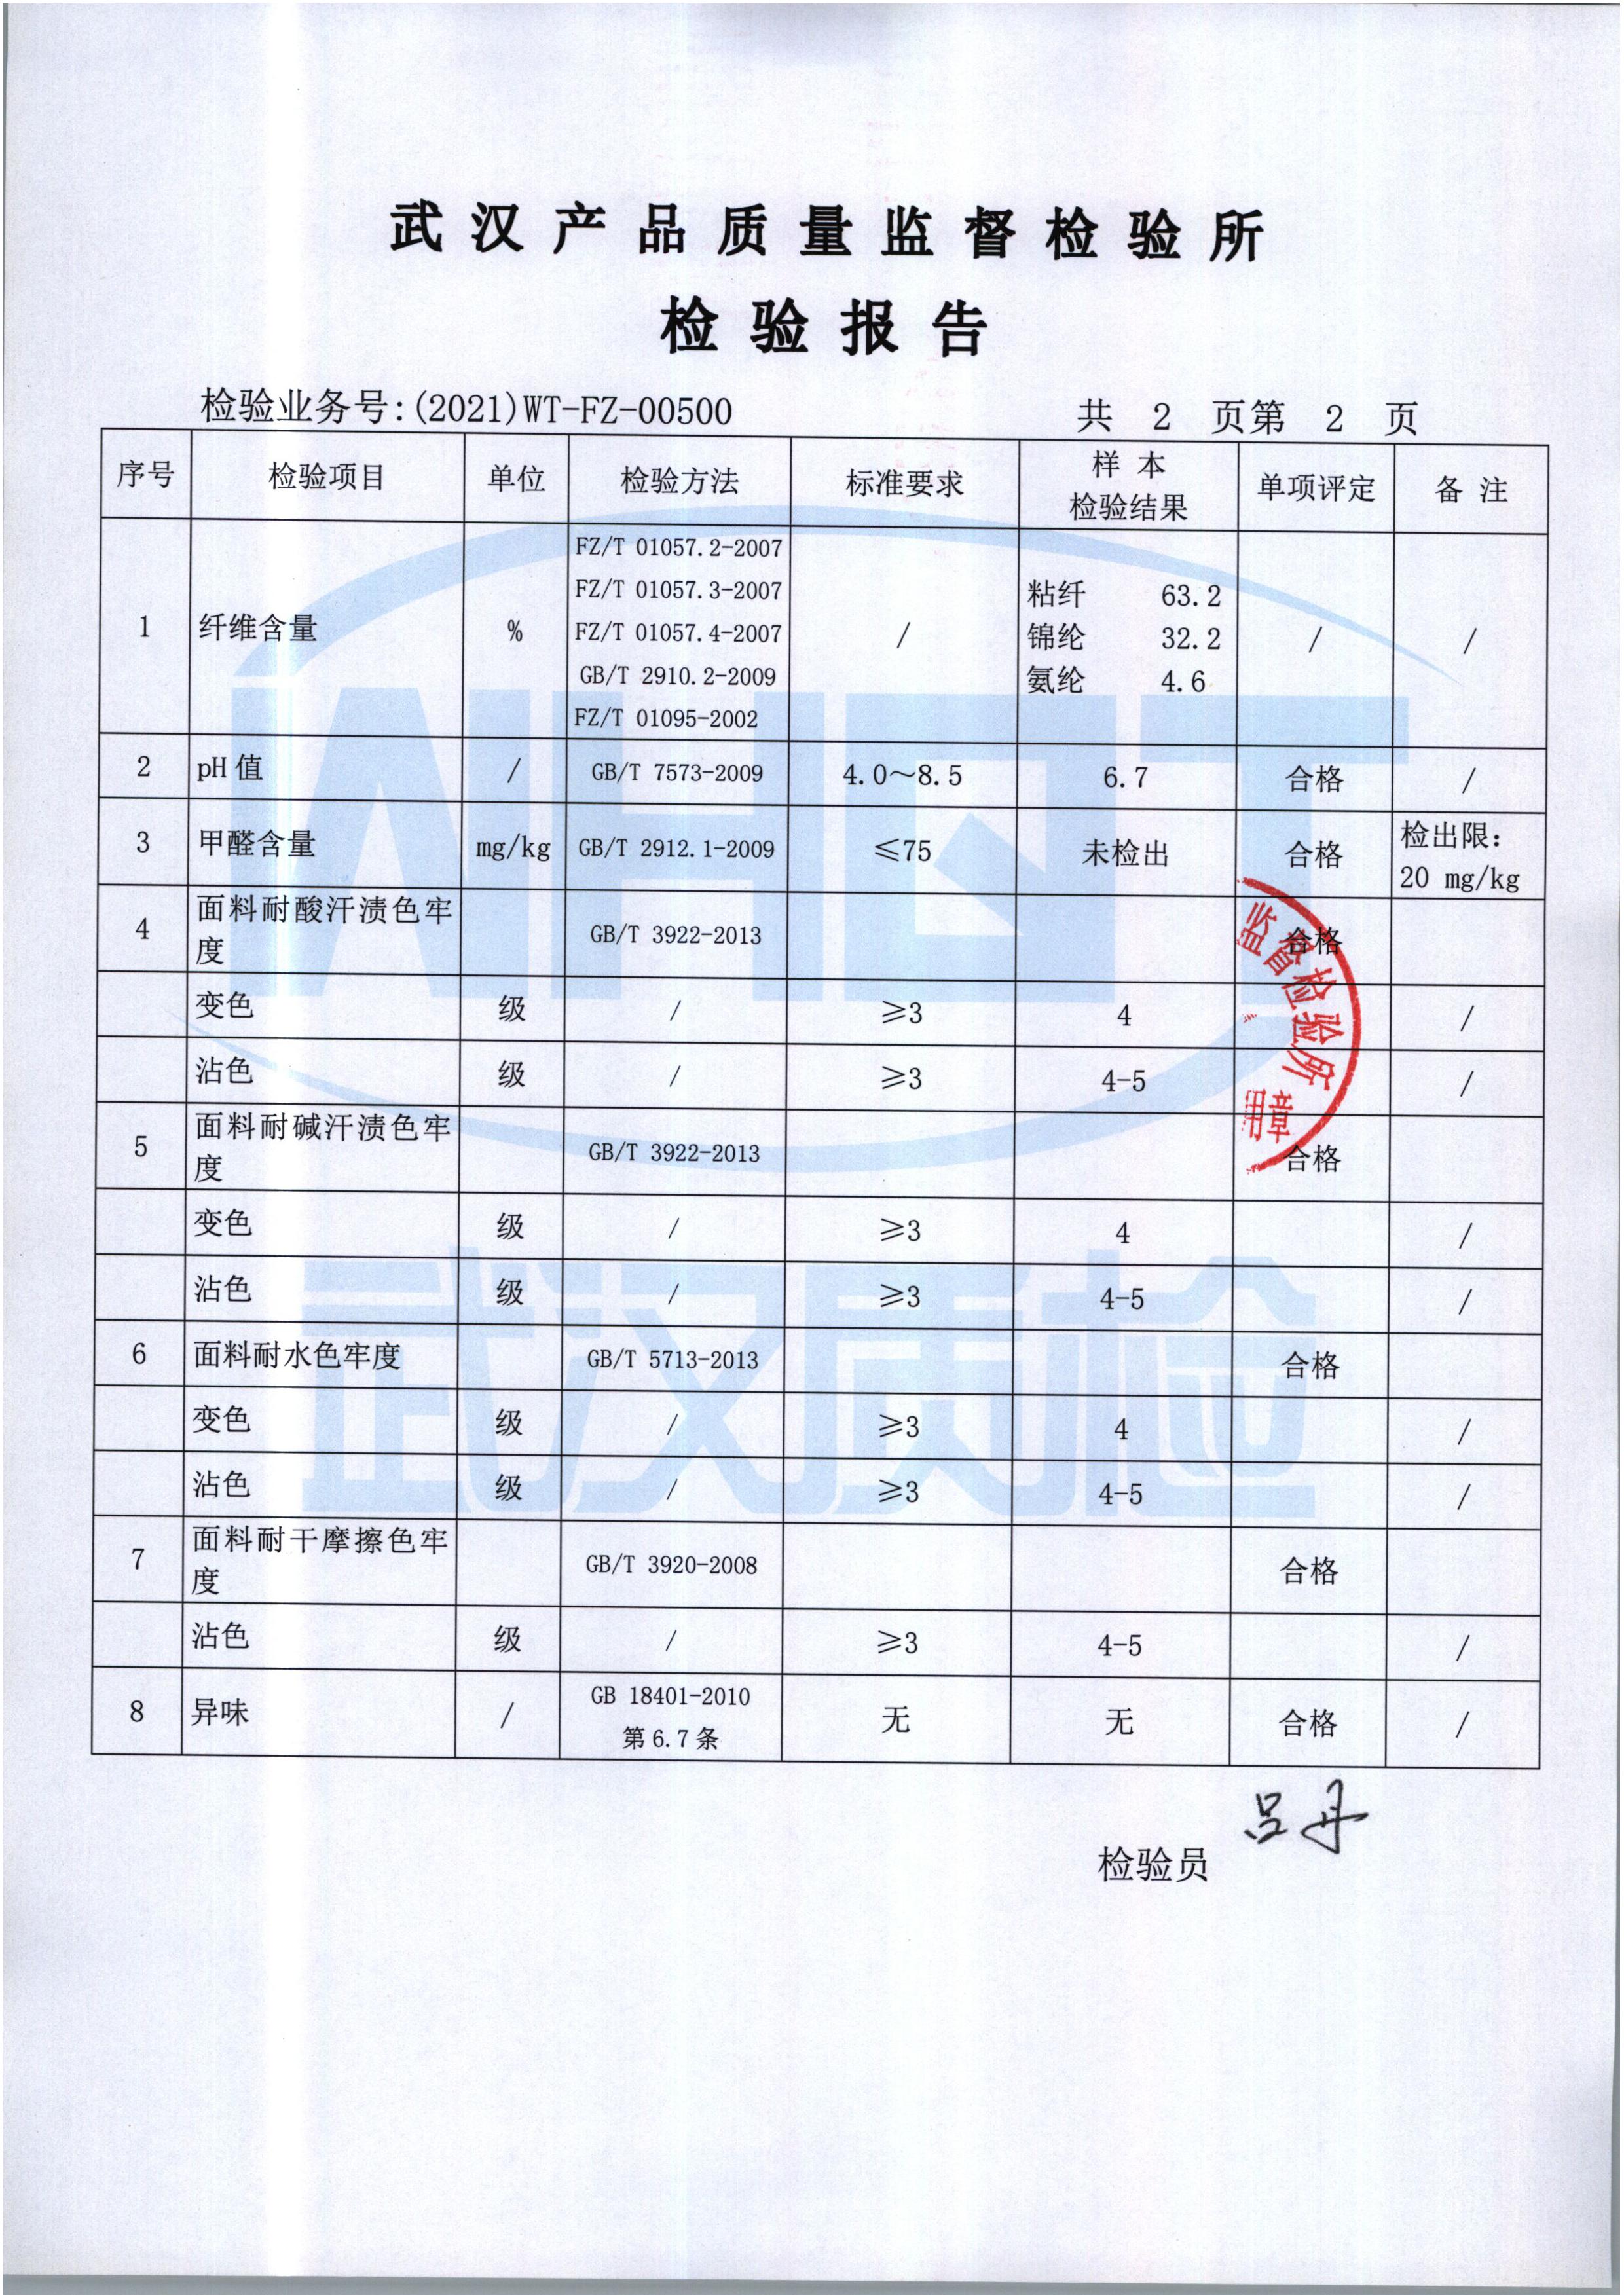 武汉产品质量监督检验所
检验报告
检验业务号:(2021)WT-FZ-00500 共 2 页第 2 页
序号 检验项目 单位 检验方法 标准要求 样本检验结果 单项评定 备注
1 纤维含量 % FZ/T 01057.2-2007 / 粘纤 63.2 / /
FZ/T 01057.3-2007 锦纶 32.2
FZ/T 01057.4-2007 氨纶 4.6
GB/T 2910.2-2009
FZ/T 01095-2002
2 pH值 / GB/T 7573-2009 4.0～8.5 6.7 合格 /
3 甲醛含量 mg/kg GB/T 2912.1-2009 ≤75 未检出 合格 检出限:
20 mg/kg
4 面料耐酸汗渍色牢度 GB/T 3922-2013 合格
变色 级 / ≥3 4 /
沾色 级 / ≥3 4-5 /
5 面料耐碱汗渍色牢度 GB/T 3922-2013 合格
变色 级 / ≥3 4 /
沾色 级 / ≥3 4-5 /
6 面料耐水色牢度 GB/T 5713-2013 合格
变色 级 / ≥3 4 /
沾色 级 / ≥3 4-5 /
7 面料耐干摩擦色牢度 GB/T 3920-2008 合格
沾色 级 / ≥3 4-5 /
8 异味 / GB 18401-2010 无 无 合格 /
第6.7条
监督检验所
用章
WHQT
武汉质检
检验员 吕丹